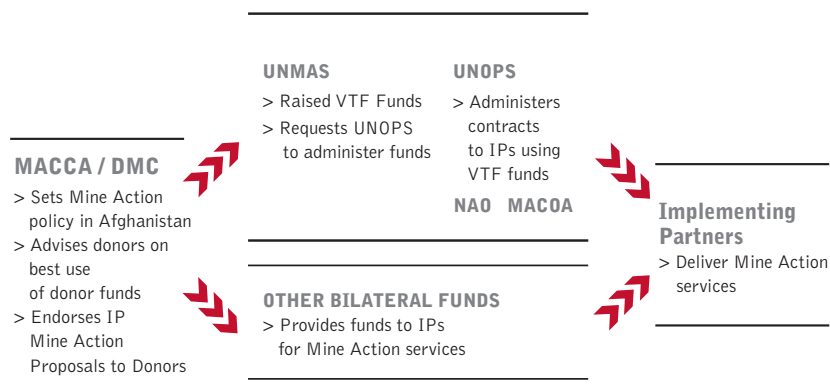 MACCA / DMC
> Sets Mine Action
policy in Afghanistan
> Advises donors on
best use
of donor funds
> Endorses IP
Mine Action
Proposals to Donors
UNMAS
> Raised VTF Funds
> Requests UNOPS
to administer funds
UNOPS
> Administers
contracts
to IPs using
VTF funds
NAO MACOA
OTHER BILATERAL FUNDS
> Provides funds to IPs
for Mine Action services
Implementing
Partners
> Deliver Mine Action
services